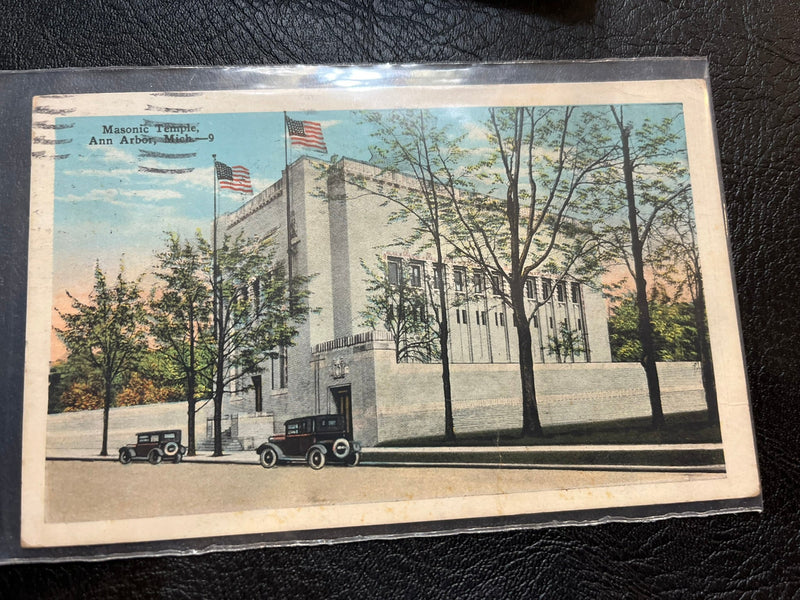 Masonic Temple,
Ann Arbor, Mich.—9